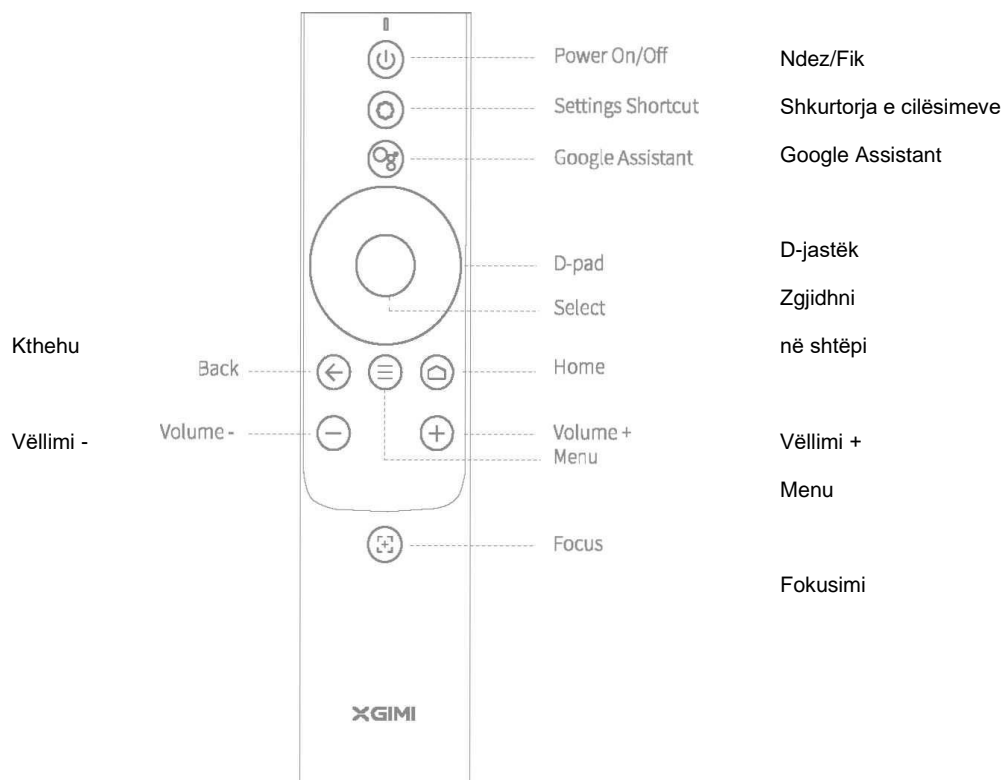 Power On/Off Ndez/Fik
Settings Shortcut Shkurtorja e cilësimeve
Google Assistant Google Assistant
D-pad D-jastëk
Select Zgjidhni
Kthehu Back Home në shtëpi
Vëllimi - Volume - Volume + Vëllimi +
Menu Menu
Focus
Fokusimi
XGIMI